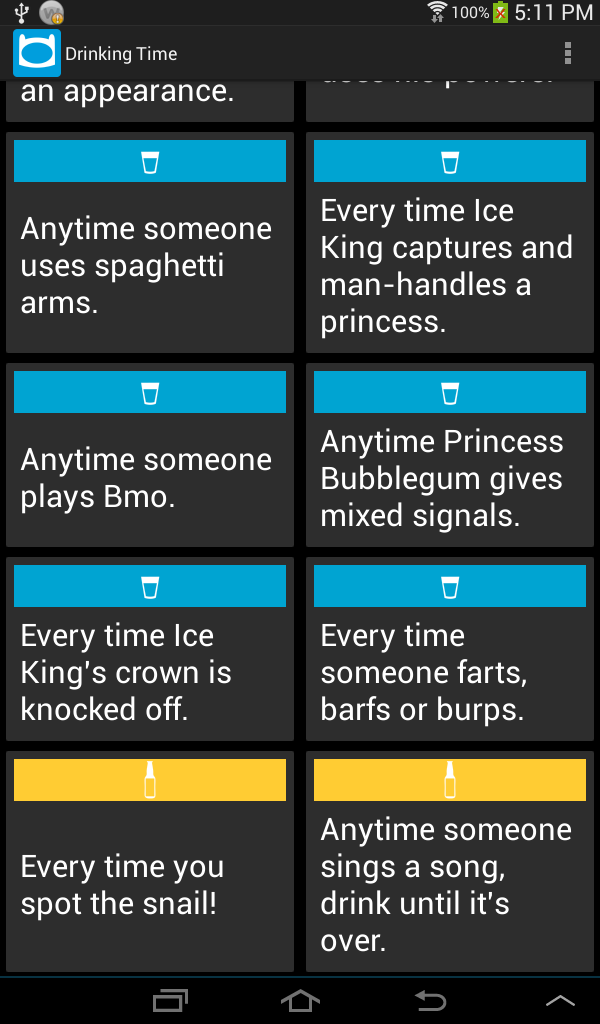 100% 5:11 PM
Drinking Time
an appearance.
uses his powers.
Anytime someone
uses spaghetti
arms.
Every time Ice
King captures and
man-handles a
princess.
Anytime someone
plays Bmo.
Anytime Princess
Bubblegum gives
mixed signals.
Every time Ice
King's crown is
knocked off.
Every time
someone farts,
barfs or burps.
Every time you
spot the snail!
Anytime someone
sings a song,
drink until it's
over.